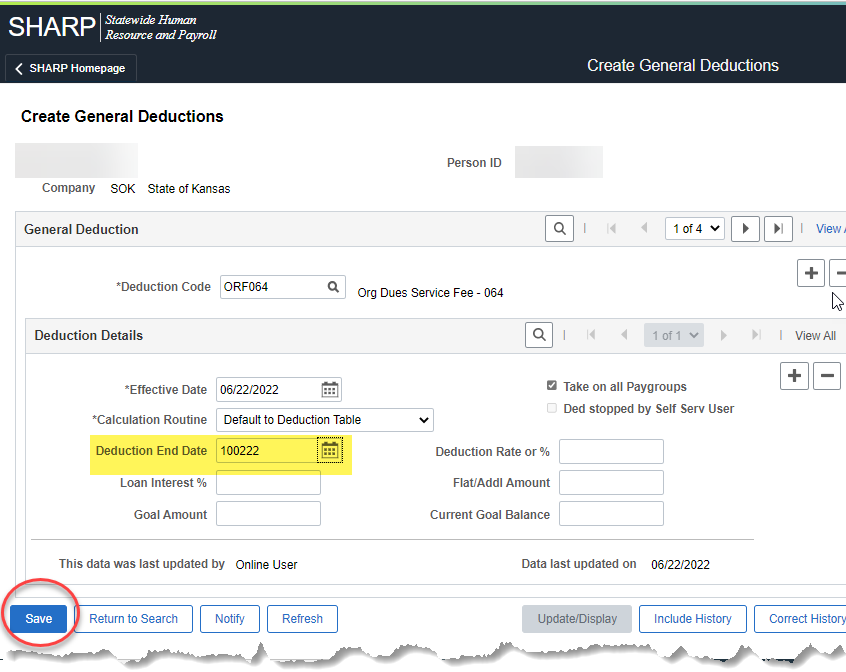 SHARP Statewide Human
Resource and Payroll
SHARP Homepage
Create General Deductions
Create General Deductions
Person ID
Company SOK State of Kansas
General Deduction 1 of 4 View
*Deduction Code ORF064 Org Dues Service Fee - 064
Deduction Details 1 of 1 View All
*Effective Date 06/22/2022 Take on all Paygroups
*Calculation Routine Default to Deduction Table Ded stopped by Self Serv User
Deduction End Date 100222 Deduction Rate or %
Loan Interest % Flat/Addl Amount
Goal Amount Current Goal Balance
This data was last updated by Online User Data last updated on 06/22/2022
Save Return to Search Notify Refresh Update/Display Include History Correct History